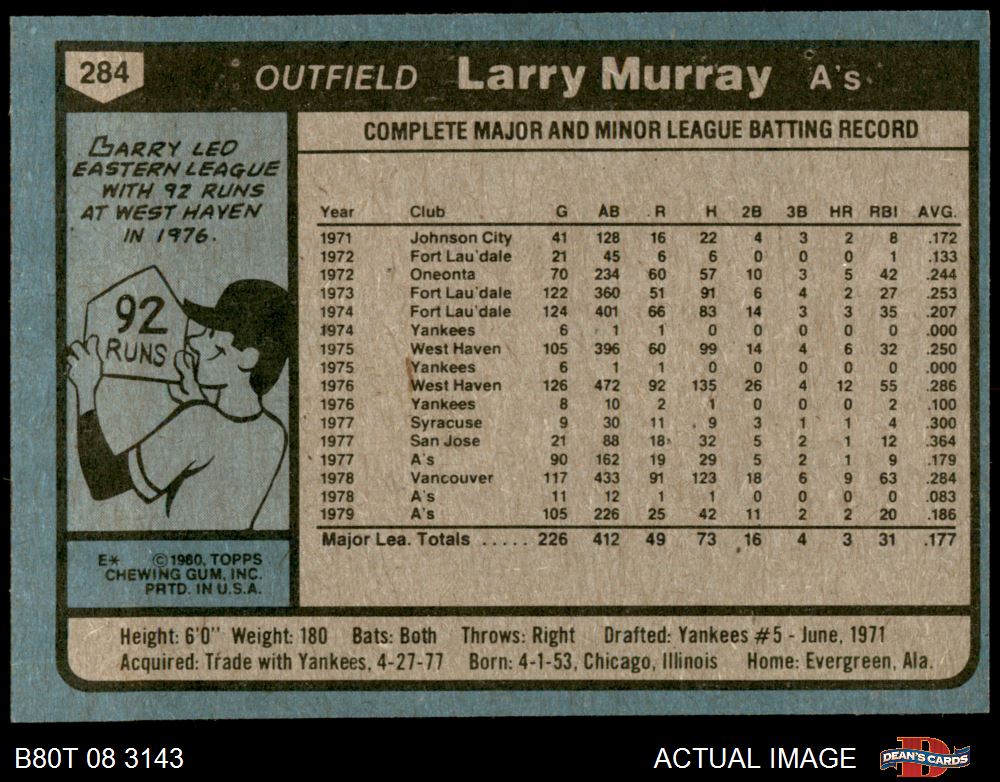 284 OUTFIELD Larry Murray A's
LARRY LED
EASTERN LEAGUE
WITH 92 RUNS
AT WEST HAVEN
IN 1976.
92
RUNS
E* © 1980, TOPPS
CHEWING GUM, INC.
PRTD. IN U.S.A.
COMPLETE MAJOR AND MINOR LEAGUE BATTING RECORD
Year Club G AB R H 2B 3B HR RBI AVG.
1971 Johnson City 41 128 16 22 4 3 2 8 .172
1972 Fort Lau'dale 21 45 6 6 0 0 0 1 .133
1972 Oneonta 70 234 60 57 10 3 5 42 .244
1973 Fort Lau'dale 122 360 51 91 6 4 2 27 .253
1974 Fort Lau'dale 124 401 66 83 14 3 3 35 .207
1974 Yankees 6 1 1 0 0 0 0 0 .000
1975 West Haven 105 396 60 99 14 4 6 32 .250
1975 Yankees 6 1 1 0 0 0 0 0 .000
1976 West Haven 126 472 92 135 26 4 12 55 .286
1976 Yankees 8 10 2 1 0 0 0 2 .100
1977 Syracuse 9 30 11 9 3 1 1 4 .300
1977 San Jose 21 88 18 32 5 2 1 12 .364
1977 A's 90 162 19 29 5 2 1 9 .179
1978 Vancouver 117 433 91 123 18 6 9 63 .284
1978 A's 11 12 1 1 0 0 0 0 .083
1979 A's 105 226 25 42 11 2 2 20 .186
Major Lea. Totals ..... 226 412 49 73 16 4 3 31 .177
Height: 6'0" Weight: 180 Bats: Both Throws: Right Drafted: Yankees #5 - June, 1971
Acquired: Trade with Yankees, 4-27-77 Born: 4-1-53, Chicago, Illinois Home: Evergreen, Ala.
B80T 08 3143 ACTUAL IMAGE DEAN'S CARDS